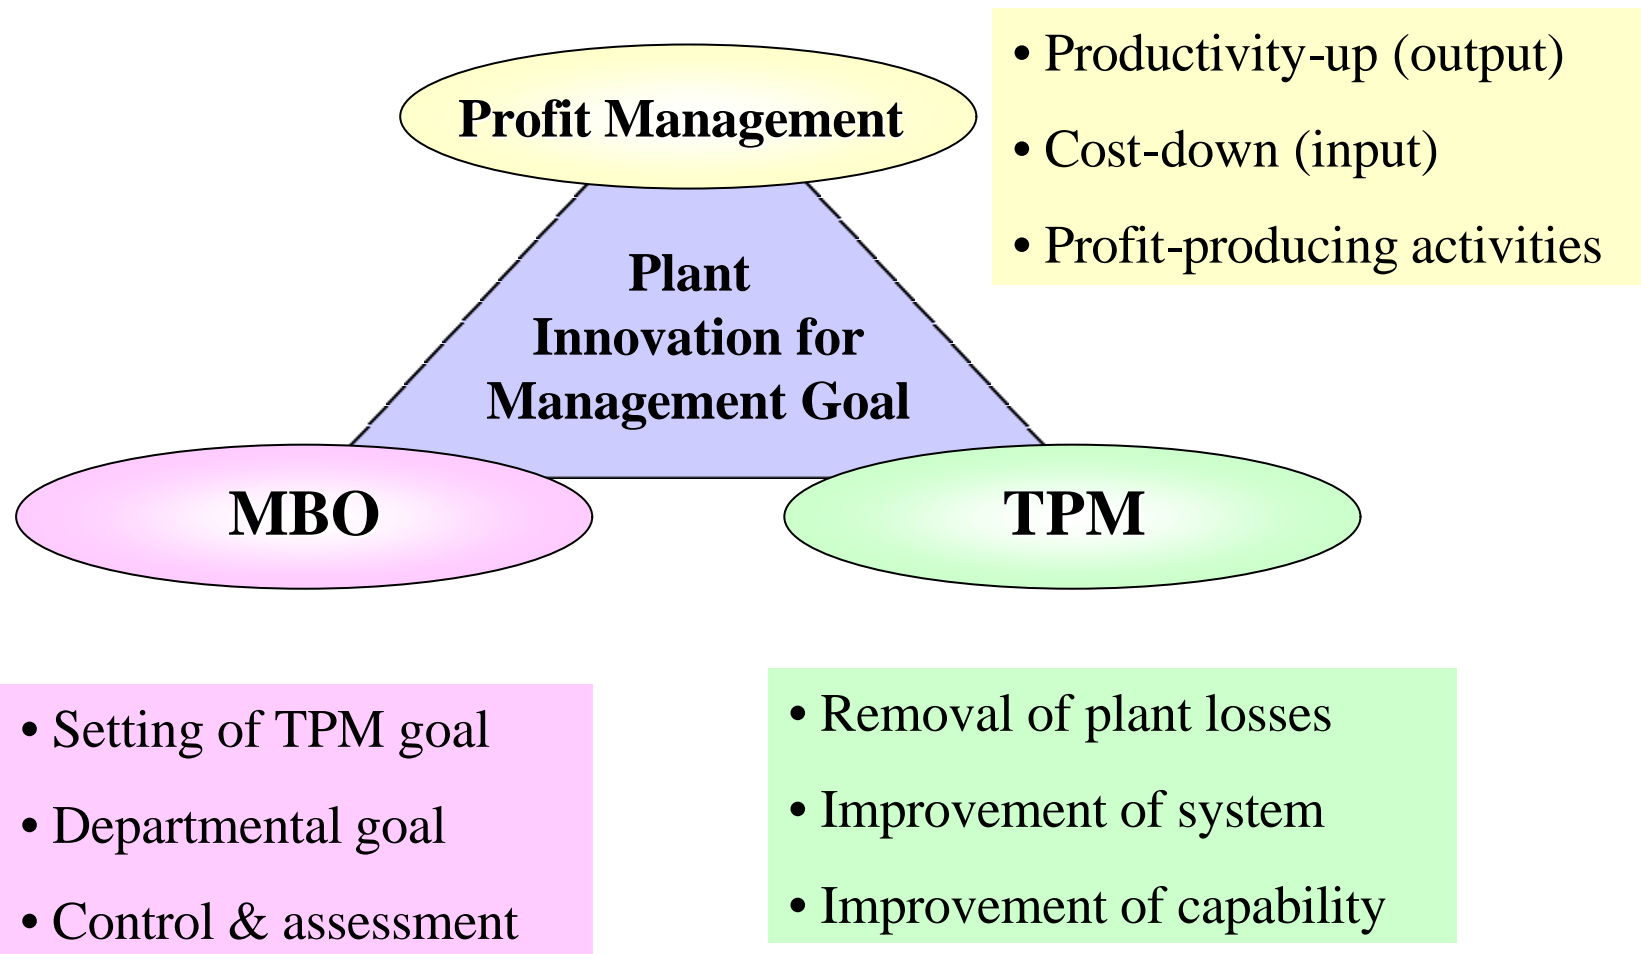 Profit Management
• Productivity-up (output)
• Cost-down (input)
• Profit-producing activities
Plant
Innovation for
Management Goal
MBO
TPM
• Setting of TPM goal
• Departmental goal
• Control & assessment
• Removal of plant losses
• Improvement of system
• Improvement of capability